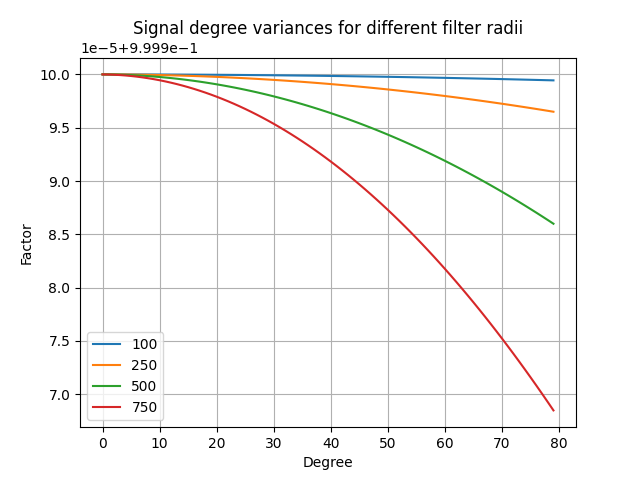 Signal degree variances for different filter radii
1e−5+9.999e−1
10.0
9.5
9.0
8.5
8.0
7.5
7.0
Factor
100
250
500
750
0 10 20 30 40 50 60 70 80
Degree